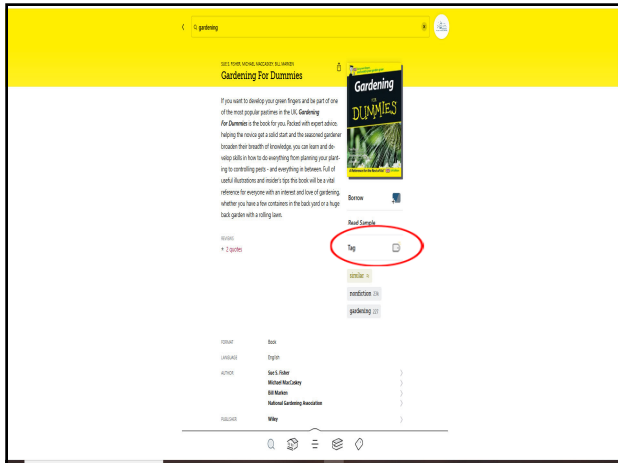 gardening
SUE S. FISHER, MICHAEL MACCASKEY, BILL MARKEN
Gardening For Dummies
If you want to develop your green fingers and be part of one
of the most popular pastimes in the UK, Gardening
For Dummies is the book for you. Packed with expert advice,
helping the novice get a solid start and the seasoned gardener
broaden their breadth of knowledge, you can learn and de-
velop skills in how to do everything from planning your plant-
ing to controlling pests - and everything in between. Full of
useful illustrations and insider's tips this book will be a vital
reference for everyone with an interest and love of gardening,
whether you have a few containers in the back yard or a huge
back garden with a rolling lawn.
REVIEWS
+ 2 quotes
Gardening
FOR
DUMMIES
A Reference for the Rest of Us!
Borrow
Read Sample
Tag
similar
nonfiction
gardening 227
FORMAT Book
LANGUAGE English
AUTHOR Sue S. Fisher
Michael MacCaskey
Bill Marken
National Gardening Association
PUBLISHER Wiley